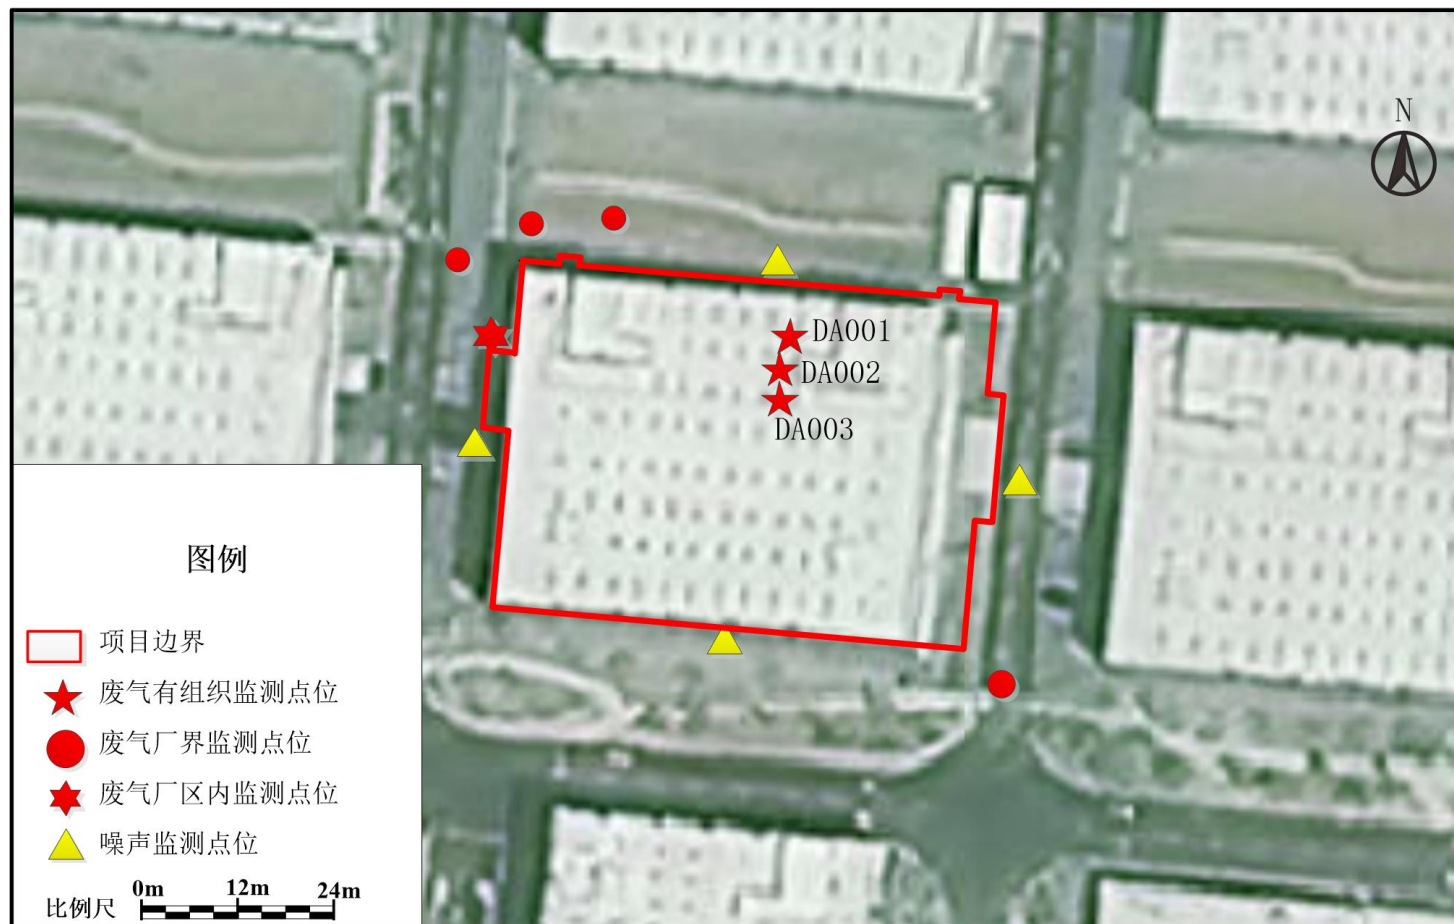 N
DA001
DA002
DA003
图例
项目边界
废气有组织监测点位
废气厂界监测点位
废气厂区内监测点位
噪声监测点位
比例尺 0m 12m 24m